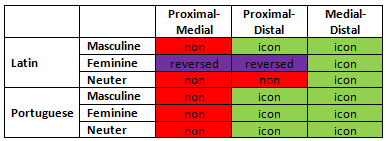 Proximal-Medial Proximal-Distal Medial-Distal
Latin Masculine non icon icon
Feminine reversed reversed icon
Neuter non non icon
Portuguese Masculine non icon icon
Feminine non icon icon
Neuter non icon icon